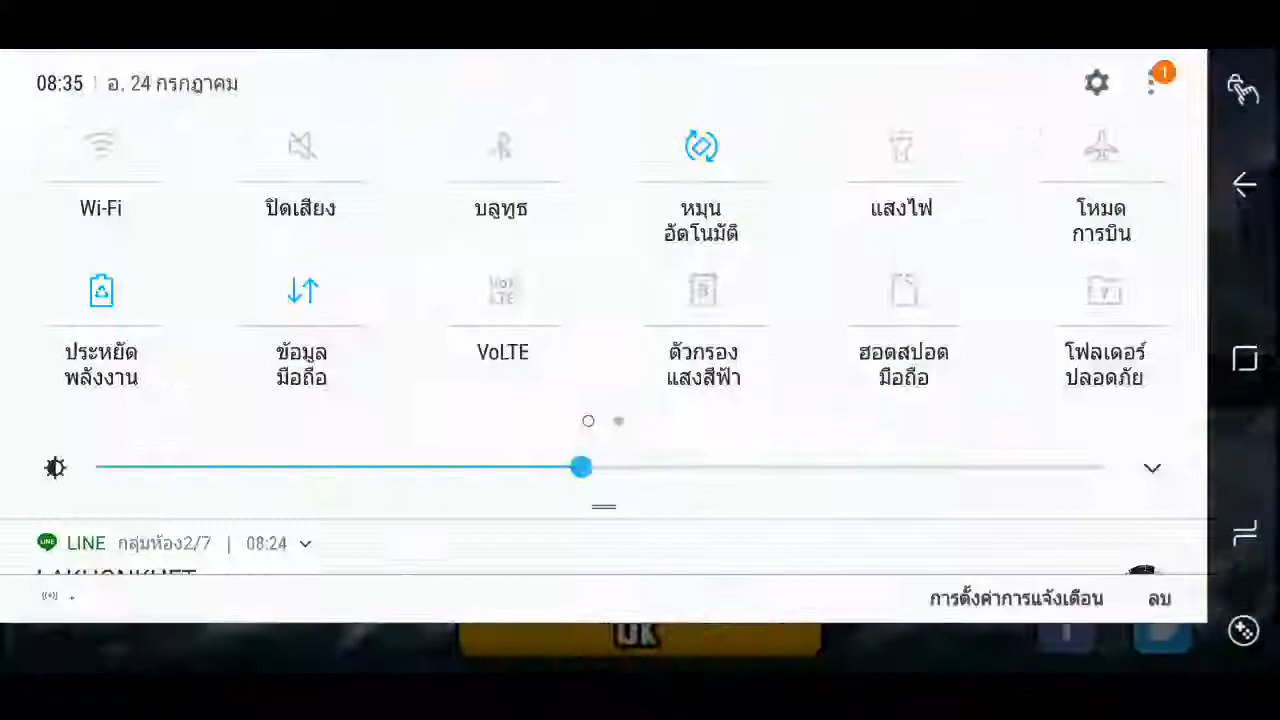 08:35 | อ. 24 กรกฎาคม
1
Wi-Fi
ปิดเสียง
บลูทูธ
หมุน
อัตโนมัติ
แสงไฟ
โหมด
การบิน
ประหยัด
พลังงาน
ข้อมูล
มือถือ
VoLTE
VoLTE
ตัวกรอง
แสงสีฟ้า
ฮอตสปอต
มือถือ
โฟลเดอร์
ปลอดภัย
LINE กลุ่มห้อง2/7 | 08:24
การตั้งค่าการแจ้งเตือน
ลบ
Ok